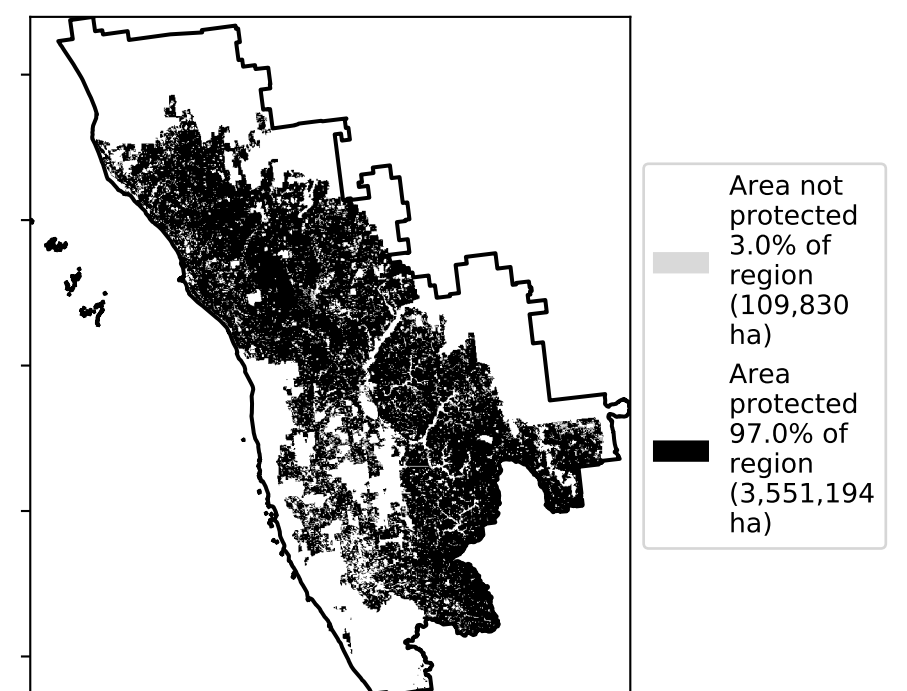 Area not
protected
3.0% of
region
(109,830
ha)
Area
protected
97.0% of
region
(3,551,194
ha)